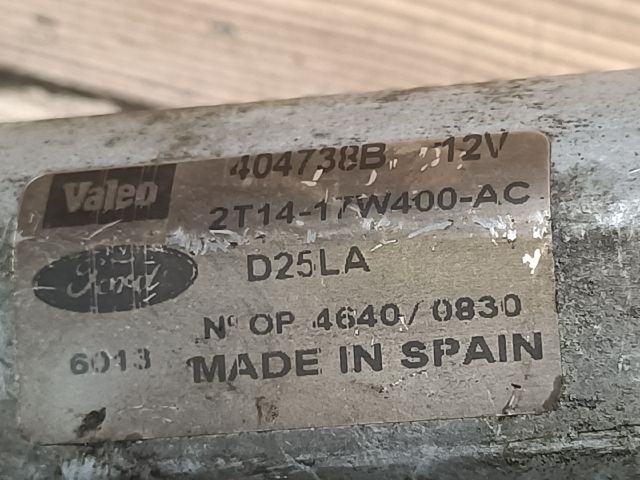 Valeo 404738B 12V
2T14-17W400-AC
Ford D25LA
Nº OP 4640/0830
6013 MADE IN SPAIN